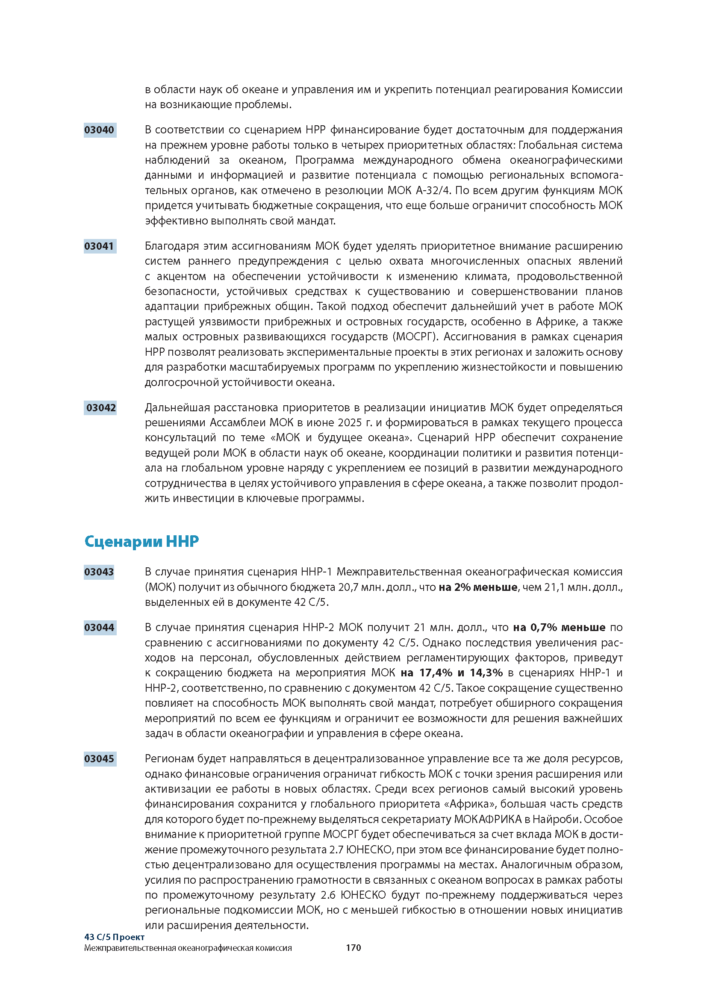 в области наук об океане и управления им и укрепить потенциал реагирования Комиссии
на возникающие проблемы.
03040
В соответствии со сценарием НРР финансирование будет достаточным для поддержания
на прежнем уровне работы только в четырех приоритетных областях: Глобальная система
наблюдений за океаном, Программа международного обмена океанографическими
данными и информацией и развитие потенциала с помощью региональных вспомога-
тельных органов, как отмечено в резолюции МОК A-32/4. По всем другим функциям МОК
придется учитывать бюджетные сокращения, что еще больше ограничит способность МОК
эффективно выполнять свой мандат.
03041
Благодаря этим ассигнованиям МОК будет уделять приоритетное внимание расширению
систем раннего предупреждения с целью охвата многочисленных опасных явлений
с акцентом на обеспечении устойчивости к изменению климата, продовольственной
безопасности, устойчивых средствах к существованию и совершенствовании планов
адаптации прибрежных общин. Такой подход обеспечит дальнейший учет в работе МОК
растущей уязвимости прибрежных и островных государств, особенно в Африке, а также
малых островных развивающихся государств (МОСРГ). Ассигнования в рамках сценария
НРР позволят реализовать экспериментальные проекты в этих регионах и заложить основу
для разработки масштабируемых программ по укреплению жизнестойкости и повышению
долгосрочной устойчивости океана.
03042
Дальнейшая расстановка приоритетов в реализации инициатив МОК будет определяться
решениями Ассамблеи МОК в июне 2025 г. и формироваться в рамках текущего процесса
консультаций по теме «МОК и будущее океана». Сценарий НРР обеспечит сохранение
ведущей роли МОК в области наук об океане, координации политики и развития потенци-
ала на глобальном уровне наряду с укреплением ее позиций в развитии международного
сотрудничества в целях устойчивого управления в сфере океана, а также позволит продол-
жить инвестиции в ключевые программы.
Сценарии ННР
03043
В случае принятия сценария ННР-1 Межправительственная океанографическая комиссия
(МОК) получит из обычного бюджета 20,7 млн. долл., что на 2% меньше, чем 21,1 млн. долл.,
выделенных ей в документе 42 C/5.
03044
В случае принятия сценария ННР-2 МОК получит 21 млн. долл., что на 0,7% меньше по
сравнению с ассигнованиями по документу 42 C/5. Однако последствия увеличения рас-
ходов на персонал, обусловленных действием регламентирующих факторов, приведут
к сокращению бюджета на мероприятия МОК на 17,4% и 14,3% в сценариях ННР-1 и
ННР-2, соответственно, по сравнению с документом 42 C/5. Такое сокращение существенно
повлияет на способность МОК выполнять свой мандат, потребует обширного сокращения
мероприятий по всем ее функциям и ограничит ее возможности для решения важнейших
задач в области океанографии и управления в сфере океана.
03045
Регионам будет направляться в децентрализованное управление все та же доля ресурсов,
однако финансовые ограничения ограничат гибкость МОК с точки зрения расширения или
активизации ее работы в новых областях. Среди всех регионов самый высокий уровень
финансирования сохранится у глобального приоритета «Африка», большая часть средств
для которого будет по-прежнему выделяться секретариату МОКАФРИКА в Найроби. Особое
внимание к приоритетной группе МОСРГ будет обеспечиваться за счет вклада МОК в дости-
жение промежуточного результата 2.7 ЮНЕСКО, при этом все финансирование будет полно-
стью децентрализовано для осуществления программы на местах. Аналогичным образом,
усилия по распространению грамотности в связанных с океаном вопросах в рамках работы
по промежуточному результату 2.6 ЮНЕСКО будут по-прежнему поддерживаться через
региональные подкомиссии МОК, но с меньшей гибкостью в отношении новых инициатив
или расширения деятельности.
43 C/5 Проект
Межправительственная океанографическая комиссия 170